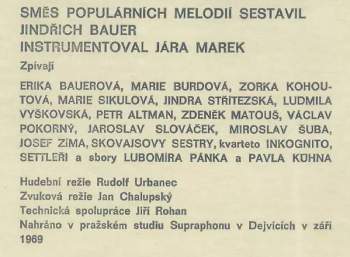 SMĚS POPULÁRNÍCH MELODIÍ SESTAVIL
JINDŘICH BAUER
INSTRUMENTOVAL JÁRA MAREK
Zpívají
ERIKA BAUEROVÁ, MARIE BURDOVÁ, ZORKA KOHOU-
TOVÁ, MARIE SIKULOVÁ, JINDRA STŘÍTEZSKÁ, LUDMILA
VYŠKOVSKÁ, PETR ALTMAN, ZDENĚK MATOUŠ, VÁCLAV
POKORNÝ, JAROSLAV SLOVÁČEK, MIROSLAV ŠUBA,
JOSEF ZÍMA, SKOVAJSOVY SESTRY, kvarteto INKOGNITO,
SETTLEŘI a sbory LUBOMÍRA PÁNKA a PAVLA KÜHNA
Hudební režie Rudolf Urbanec
Zvuková režie Jan Chalupský
Technická spolupráce Jiří Rohan
Nahráno v pražském studiu Supraphonu v Dejvicích v září
1969